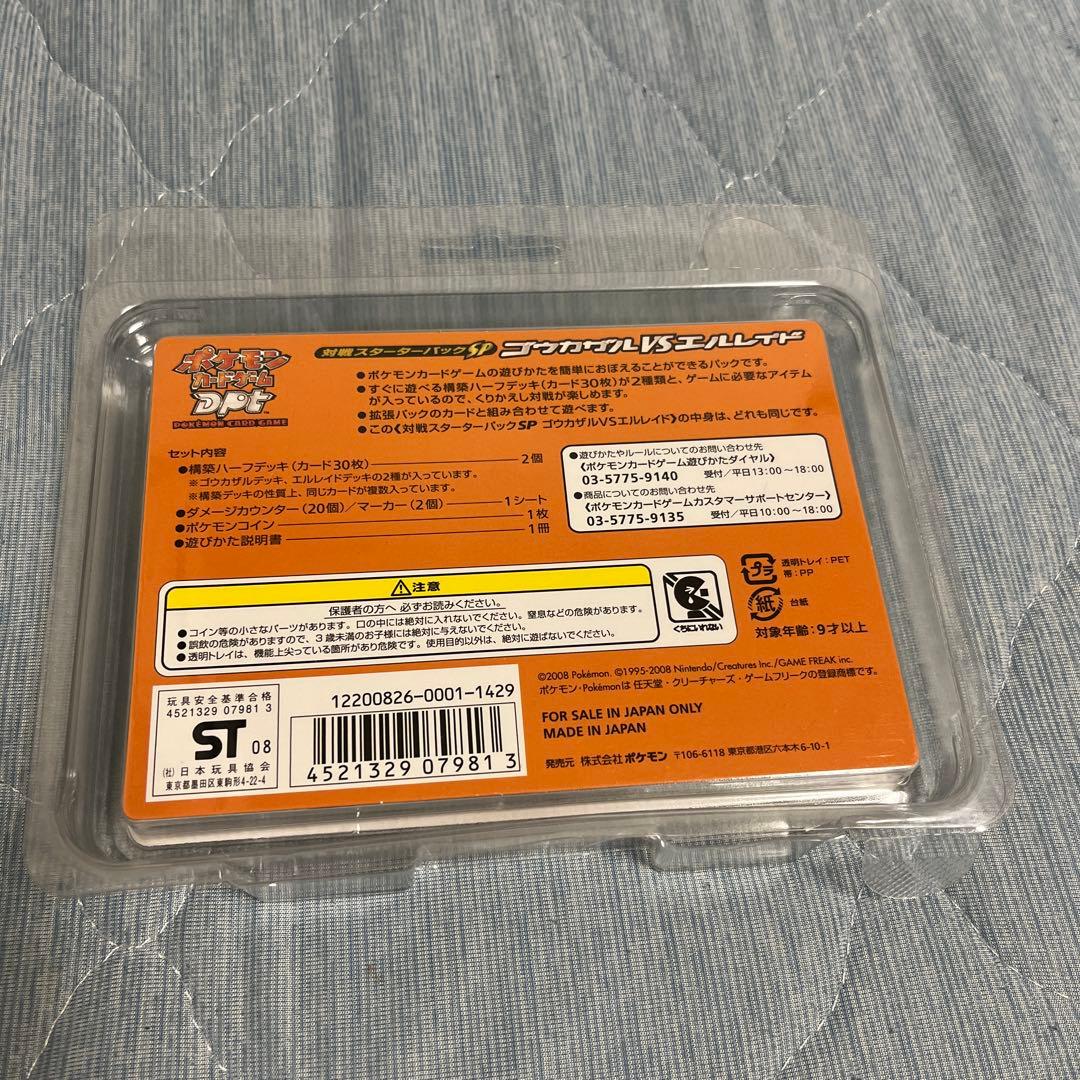 ポケモン
カードゲーム
DPt
POKÉMON CARD GAME
対戦スターターパックSP ゴウカザルVSエルレイド
●ポケモンカードゲームの遊びかたを簡単におぼえることができるパックです。
●すぐに遊べる構築ハーフデッキ（カード30枚）が2種類と、ゲームに必要なアイテム
が入っているので、くりかえし対戦が楽しめます。
●拡張パックのカードと組み合わせて遊べます。
●この《対戦スターターパックSP ゴウカザルVSエルレイド》の中身は、どれも同じです。
セット内容
●構築ハーフデッキ（カード30枚）――2個
※ゴウカザルデッキ、エルレイドデッキの2種が入っています。
※構築デッキの性質上、同じカードが複数入っています。
●ダメージカウンター（20個）／マーカー（2個）――1シート
●ポケモンコイン――1枚
●遊びかた説明書――1冊
●遊びかたやルールについてのお問い合わせ先
《ポケモンカードゲーム遊びかたダイヤル》
03-5775-9140 受付／平日13:00～18:00
●商品についてのお問い合わせ先
《ポケモンカードゲームカスタマーサポートセンター》
03-5775-9135 受付／平日10:00～18:00
注意
保護者の方へ 必ずお読みください。
●コイン等の小さなパーツがあります。口の中には絶対に入れないでください。窒息などの危険があります。
●誤飲の危険がありますので、3歳未満のお子様には絶対に与えないでください。
●透明トレイは、機能上尖っている箇所があり危険です。使用目的以外は、絶対に遊ばないでください。
くちにいれない
プラ
透明トレイ：PET
帯：PP
紙
台紙
対象年齢：9才以上
©2008 Pokémon. ©1995-2008 Nintendo/Creatures Inc./GAME FREAK inc.
ポケモン・Pokémonは 任天堂・クリーチャーズ・ゲームフリークの登録商標です。
FOR SALE IN JAPAN ONLY
MADE IN JAPAN
発売元 株式会社ポケモン 〒106-6118 東京都港区六本木6-10-1
玩具安全基準合格
4521329 07981 3
ST 08
（社）日本玩具協会
東京都墨田区東駒形4-22-4
12200826-0001-1429
4 521329 079813